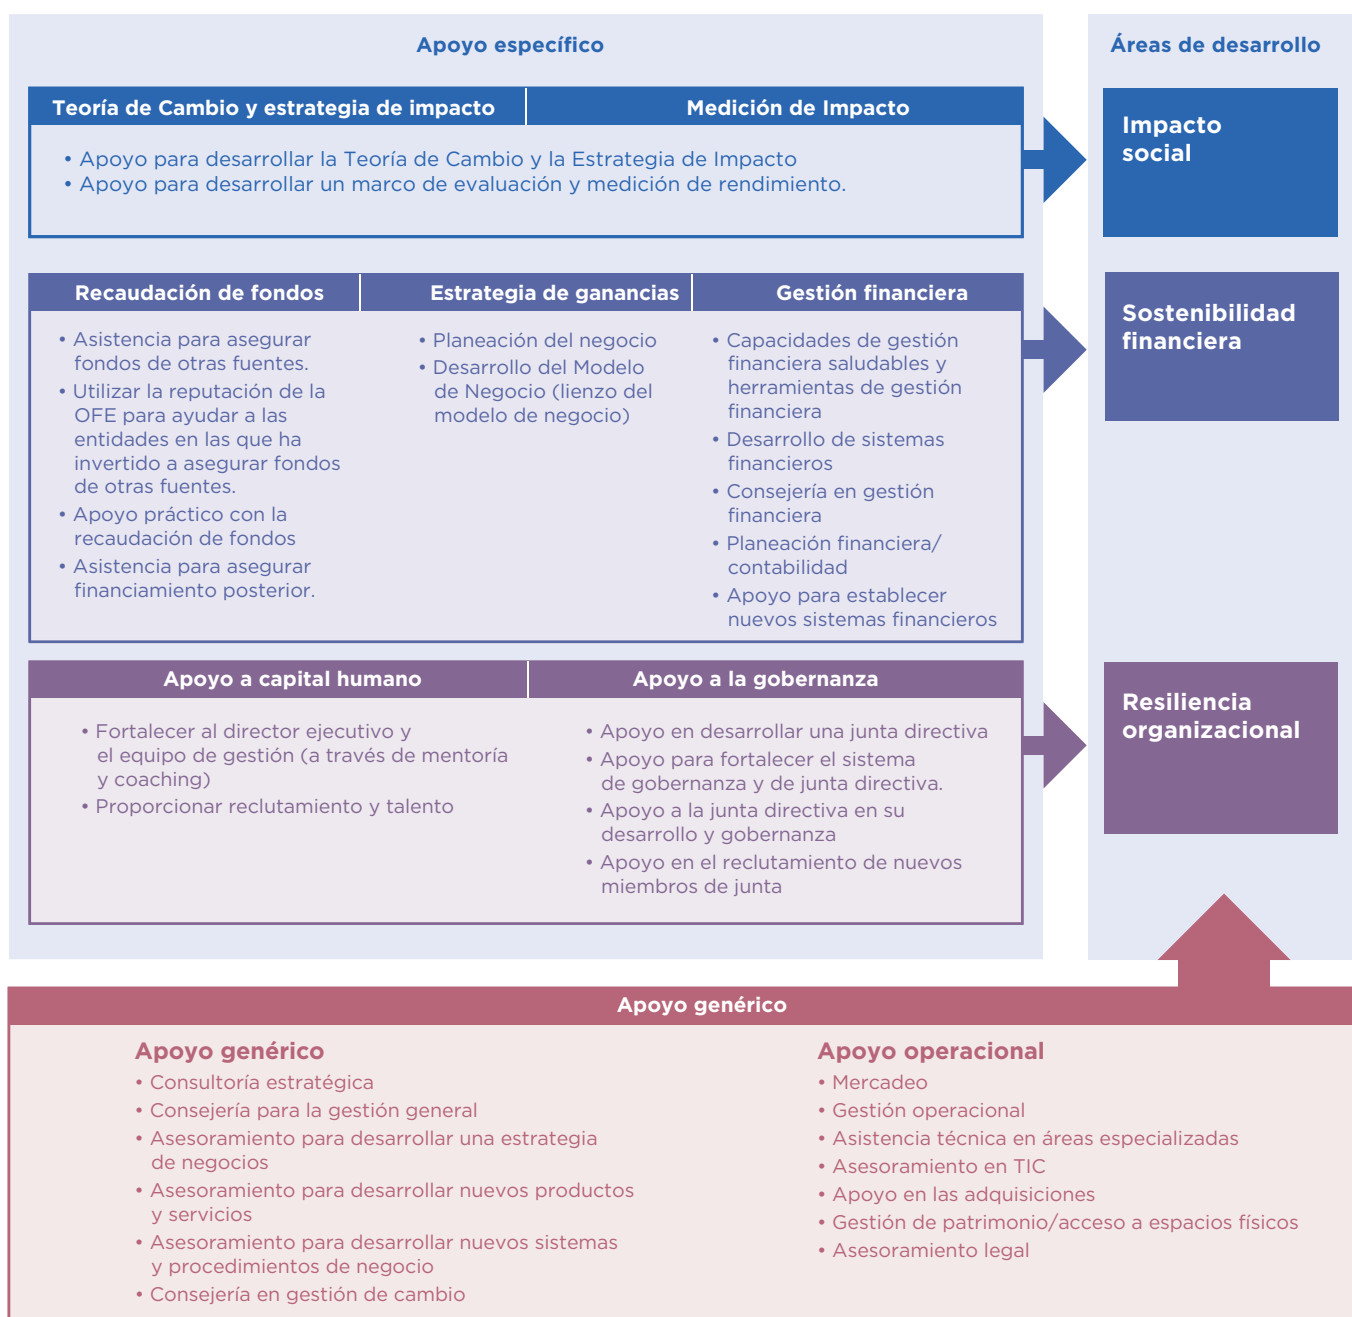 Apoyo específico
Áreas de desarrollo
Teoría de Cambio y estrategia de impacto
Medición de Impacto
• Apoyo para desarrollar la Teoría de Cambio y la Estrategia de Impacto
• Apoyo para desarrollar un marco de evaluación y medición de rendimiento.
Impacto
social
Recaudación de fondos
• Asistencia para asegurar
fondos de otras fuentes.
• Utilizar la reputación de la
OFE para ayudar a las
entidades en las que ha
invertido a asegurar fondos
de otras fuentes.
• Apoyo práctico con la
recaudación de fondos
• Asistencia para asegurar
financiamiento posterior.
Estrategia de ganancias
• Planeación del negocio
• Desarrollo del Modelo
de Negocio (lienzo del
modelo de negocio)
Gestión financiera
• Capacidades de gestión
financiera saludables y
herramientas de gestión
financiera
• Desarrollo de sistemas
financieros
• Consejería en gestión
financiera
• Planeación financiera/
contabilidad
• Apoyo para establecer
nuevos sistemas financieros
Sostenibilidad
financiera
Apoyo a capital humano
• Fortalecer al director ejecutivo y
el equipo de gestión (a través de mentoría
y coaching)
• Proporcionar reclutamiento y talento
Apoyo a la gobernanza
• Apoyo en desarrollar una junta directiva
• Apoyo para fortalecer el sistema
de gobernanza y de junta directiva.
• Apoyo a la junta directiva en su
desarrollo y gobernanza
• Apoyo en el reclutamiento de nuevos
miembros de junta
Resiliencia
organizacional
Apoyo genérico
Apoyo genérico
• Consultoría estratégica
• Consejería para la gestión general
• Asesoramiento para desarrollar una estrategia
de negocios
• Asesoramiento para desarrollar nuevos productos
y servicios
• Asesoramiento para desarrollar nuevos sistemas
y procedimientos de negocio
• Consejería en gestión de cambio
Apoyo operacional
• Mercadeo
• Gestión operacional
• Asistencia técnica en áreas especializadas
• Asesoramiento en TIC
• Apoyo en las adquisiciones
• Gestión de patrimonio/acceso a espacios físicos
• Asesoramiento legal